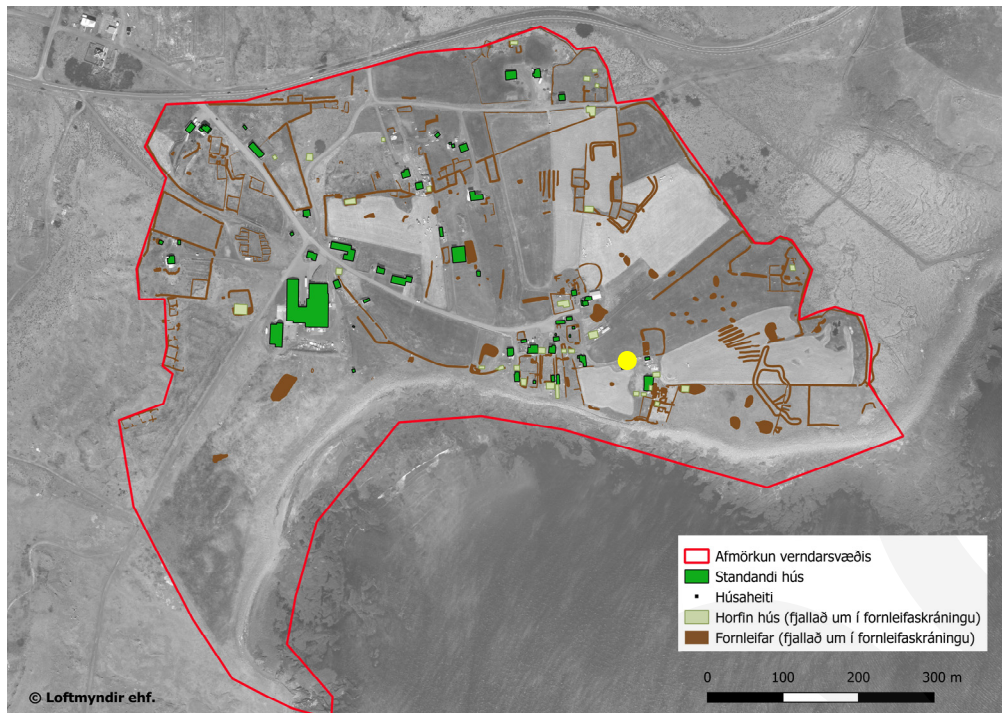 Afmörkun verndarsvæðis
Standandi hús
Húsaheiti
Horfin hús (fjallað um í fornleifaskráningu)
Fornleifar (fjallað um í fornleifaskráningu)
0 100 200 300 m
© Loftmyndir ehf.